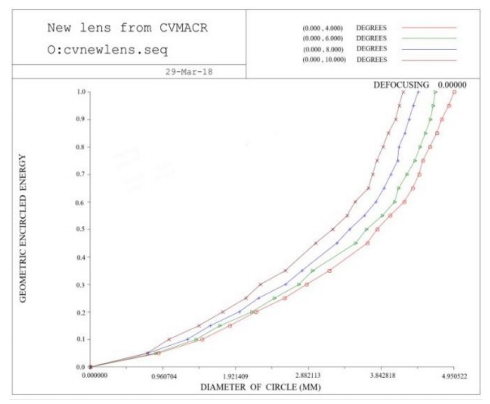 New lens from CVMACR
O:cvnewlens.seq
29-Mar-18
(0.000 , 4.000) DEGREES
(0.000 , 6.000) DEGREES
(0.000 , 8.000) DEGREES
(0.000 , 10.000) DEGREES
DEFOCUSING 0.00000
GEOMETRIC ENCIRCLED ENERGY
1.0
0.9
0.8
0.7
0.6
0.5
0.4
0.3
0.2
0.1
0.0
0.000000 0.960704 1.921409 2.882113 3.842818 4.950522
DIAMETER OF CIRCLE (MM)